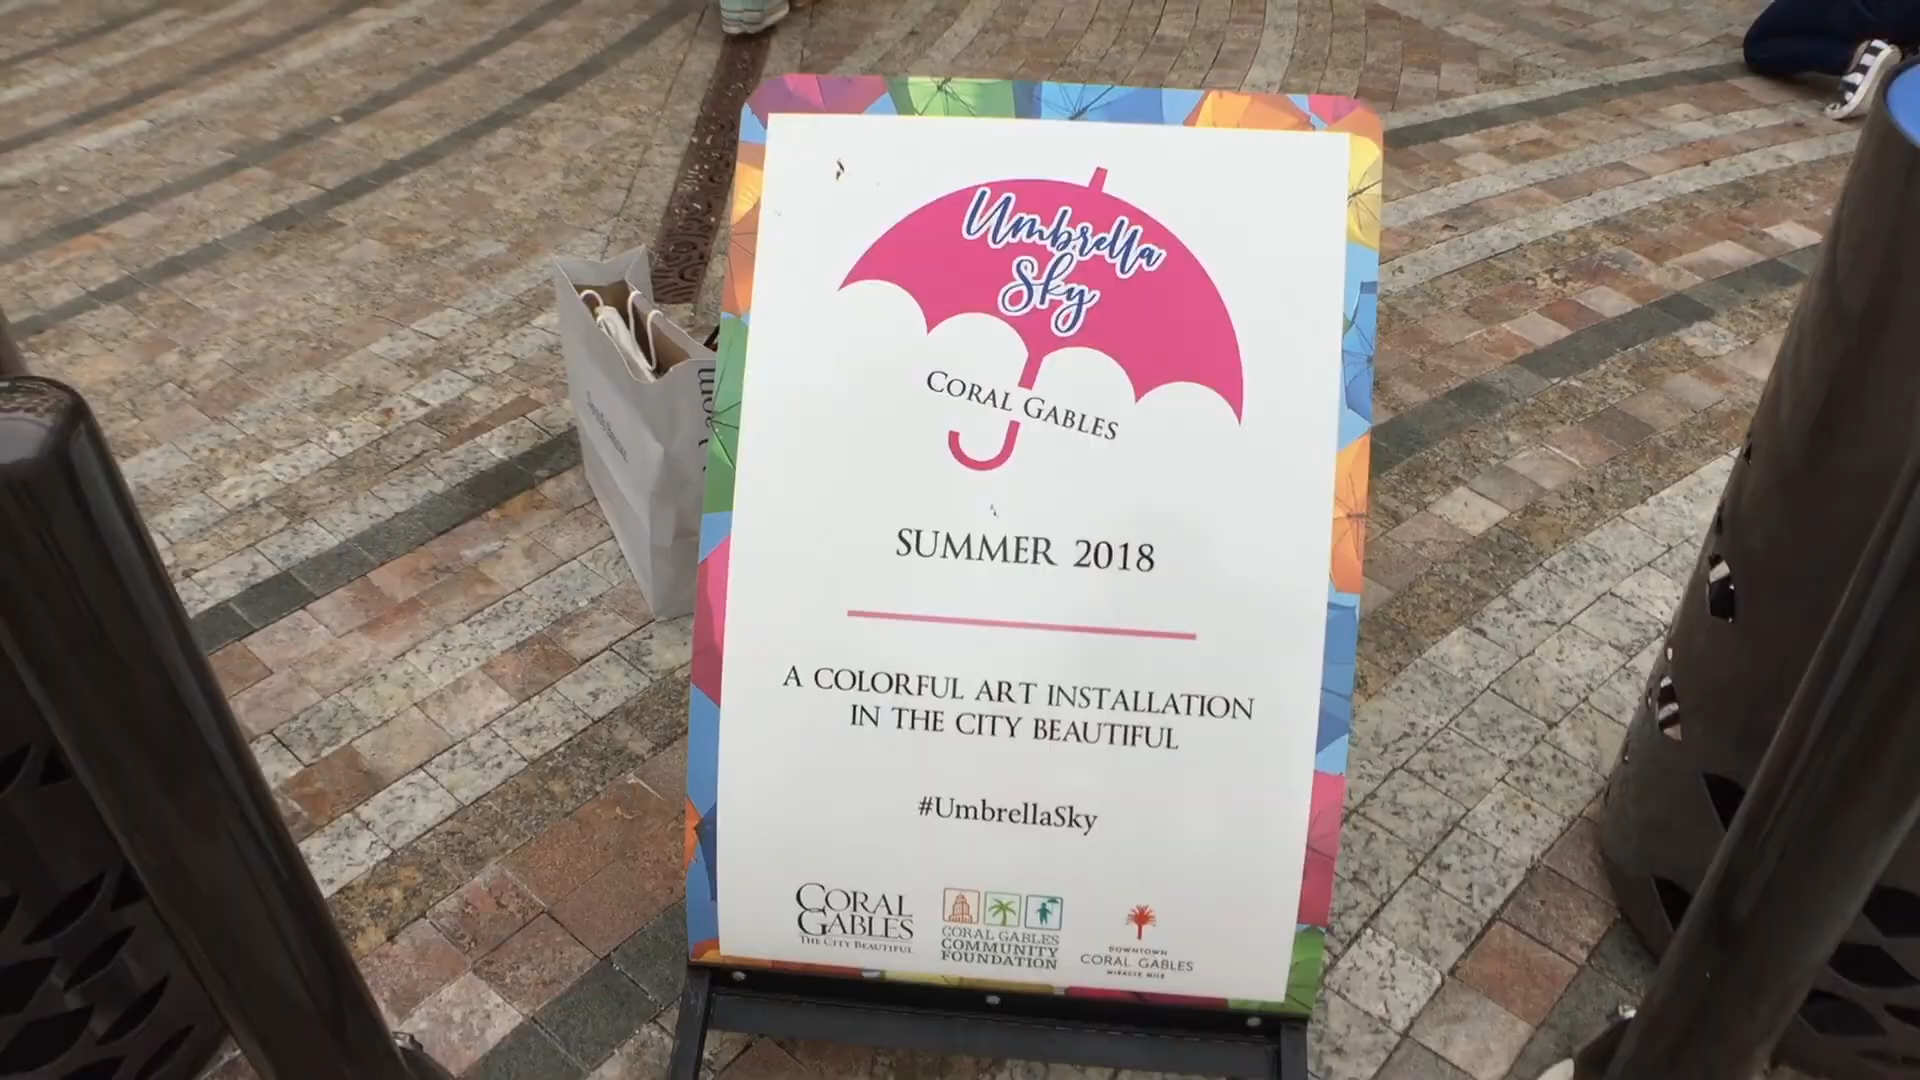 Umbrella
Sky
CORAL GABLES
SUMMER 2018
A COLORFUL ART INSTALLATION
IN THE CITY BEAUTIFUL
#UmbrellaSky
CORAL
GABLES
THE CITY BEAUTIFUL
CORAL GABLES
COMMUNITY
FOUNDATION
DOWNTOWN
CORAL GABLES
MIRACLE MILE